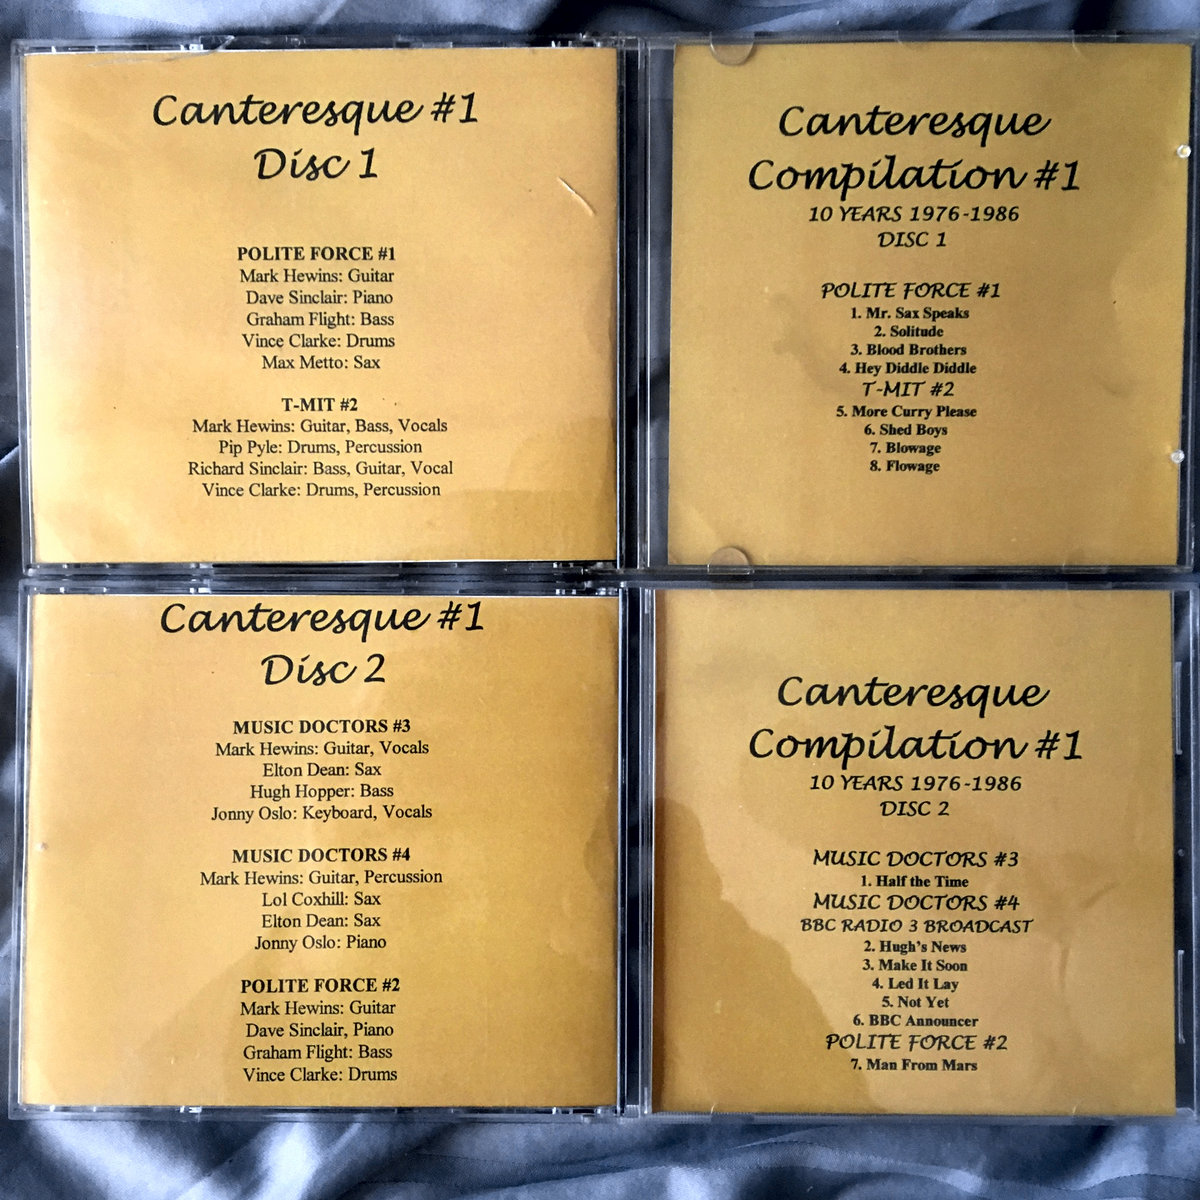 Canteresque #1
Disc 1
POLITE FORCE #1
Mark Hewins: Guitar
Dave Sinclair: Piano
Graham Flight: Bass
Vince Clarke: Drums
Max Metto: Sax
T-MIT #2
Mark Hewins: Guitar, Bass, Vocals
Pip Pyle: Drums, Percussion
Richard Sinclair: Bass, Guitar, Vocal
Vince Clarke: Drums, Percussion
Canteresque
Compilation #1
10 YEARS 1976-1986
DISC 1
POLITE FORCE #1
1. Mr. Sax Speaks
2. Solitude
3. Blood Brothers
4. Hey Diddle Diddle
T-MIT #2
5. More Curry Please
6. Shed Boys
7. Blowage
8. Flowage
Canteresque #1
Disc 2
MUSIC DOCTORS #3
Mark Hewins: Guitar, Vocals
Elton Dean: Sax
Hugh Hopper: Bass
Jonny Oslo: Keyboard, Vocals
MUSIC DOCTORS #4
Mark Hewins: Guitar, Percussion
Lol Coxhill: Sax
Elton Dean: Sax
Jonny Oslo: Piano
POLITE FORCE #2
Mark Hewins: Guitar
Dave Sinclair, Piano
Graham Flight: Bass
Vince Clarke: Drums
Canteresque
Compilation #1
10 YEARS 1976-1986
DISC 2
MUSIC DOCTORS #3
1. Half the Time
MUSIC DOCTORS #4
BBC RADIO 3 BROADCAST
2. Hugh's News
3. Make It Soon
4. Led It Lay
5. Not Yet
6. BBC Announcer
POLITE FORCE #2
7. Man From Mars